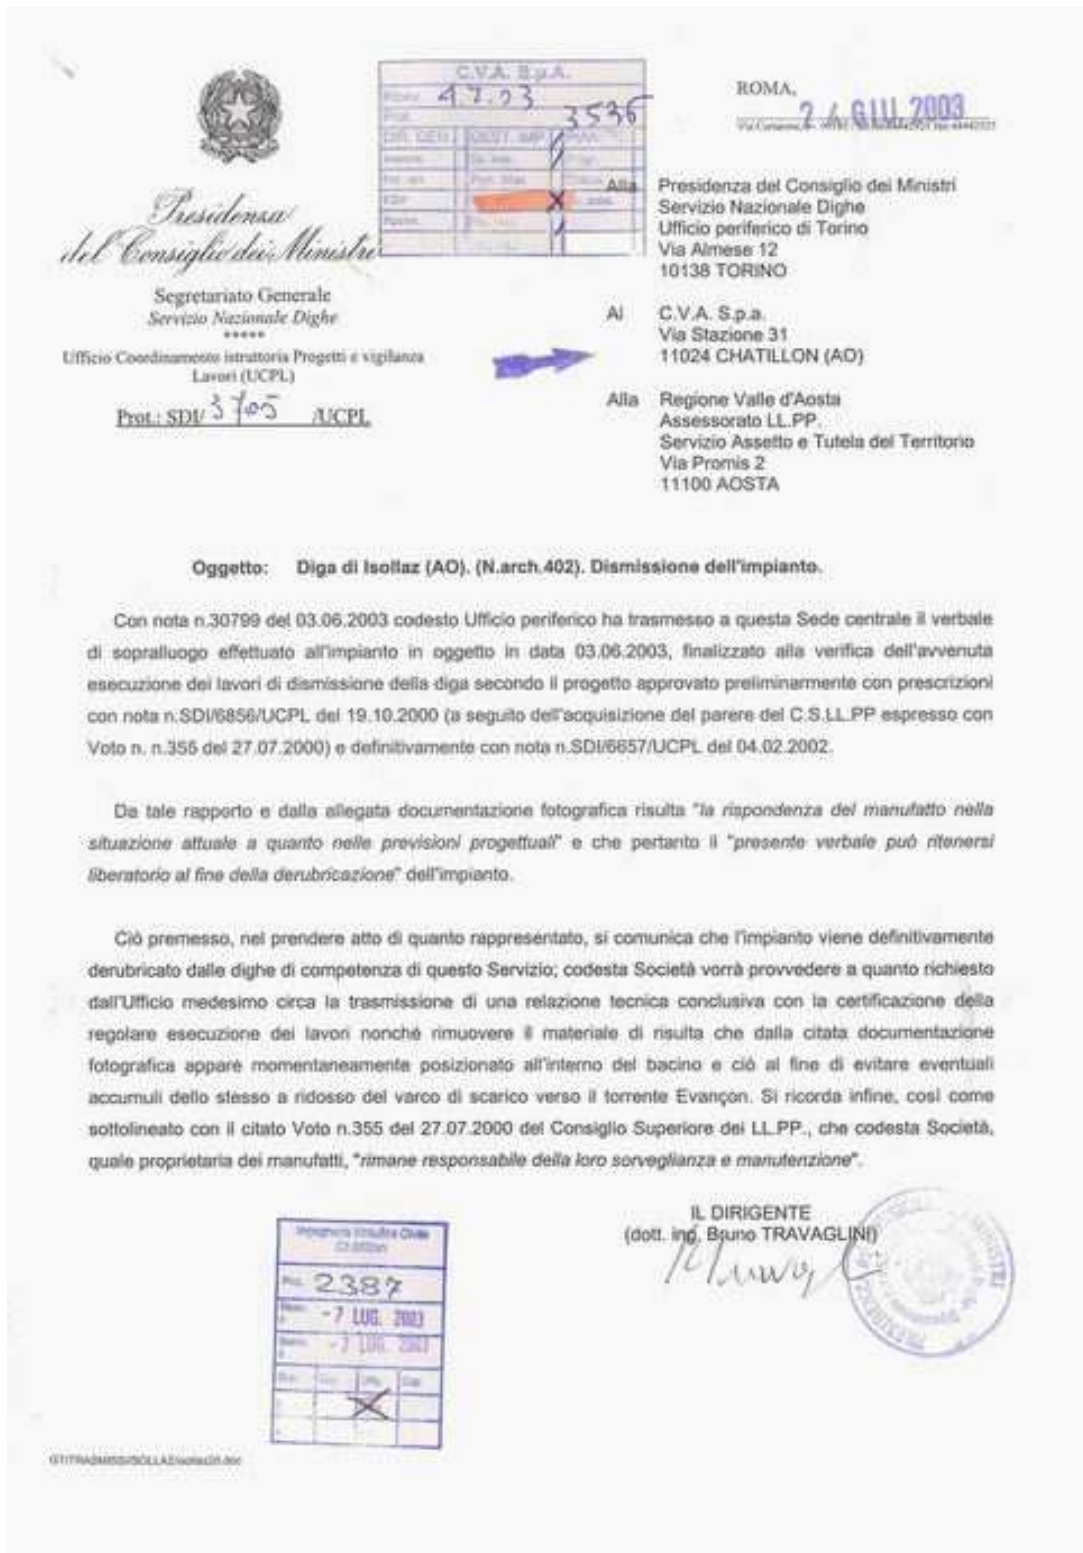 C.V.A. S.p.A.
4.7.03
3536
ROMA,
24 GIU. 2003
Presidenza
del Consiglio dei Ministri
Segretariato Generale
Servizio Nazionale Dighe
*****
Ufficio Coordinamento istruttoria Progetti e vigilanza
Lavori (UCPL)
Prot.: SDI/ 3705 /UCPL
Alla Presidenza del Consiglio dei Ministri
Servizio Nazionale Dighe
Ufficio periferico di Torino
Via Almese 12
10138 TORINO
Al C.V.A. S.p.a.
Via Stazione 31
11024 CHATILLON (AO)
Alla Regione Valle d'Aosta
Assessorato LL.PP.
Servizio Assetto e Tutela del Territorio
Via Promis 2
11100 AOSTA
Oggetto: Diga di Isollaz (AO). (N.arch.402). Dismissione dell'impianto.
Con nota n.30799 del 03.06.2003 codesto Ufficio periferico ha trasmesso a questa Sede centrale il verbale
di sopralluogo effettuato all'impianto in oggetto in data 03.06.2003, finalizzato alla verifica dell'avvenuta
esecuzione dei lavori di dismissione della diga secondo il progetto approvato preliminarmente con prescrizioni
con nota n.SDI/6856/UCPL del 19.10.2000 (a seguito dell'acquisizione del parere del C.S.LL.PP espresso con
Voto n. n.355 del 27.07.2000) e definitivamente con nota n.SDI/6657/UCPL del 04.02.2002.
Da tale rapporto e dalla allegata documentazione fotografica risulta "la rispondenza del manufatto nella
situazione attuale a quanto nelle previsioni progettuali" e che pertanto il "presente verbale può ritenersi
liberatorio al fine della derubricazione" dell'impianto.
Ciò premesso, nel prendere atto di quanto rappresentato, si comunica che l'impianto viene definitivamente
derubricato dalle dighe di competenza di questo Servizio; codesta Società vorrà provvedere a quanto richiesto
dall'Ufficio medesimo circa la trasmissione di una relazione tecnica conclusiva con la certificazione della
regolare esecuzione dei lavori nonché rimuovere il materiale di risulta che dalla citata documentazione
fotografica appare momentaneamente posizionato all'interno del bacino e ciò al fine di evitare eventuali
accumuli dello stesso a ridosso del varco di scarico verso il torrente Evançon. Si ricorda infine, così come
sottolineato con il citato Voto n.355 del 27.07.2000 del Consiglio Superiore dei LL.PP., che codesta Società,
quale proprietaria dei manufatti, "rimane responsabile della loro sorveglianza e manutenzione".
IL DIRIGENTE
(dott. ing. Bruno TRAVAGLINI)
2387
-7 LUG. 2003
-7 LUG. 2003